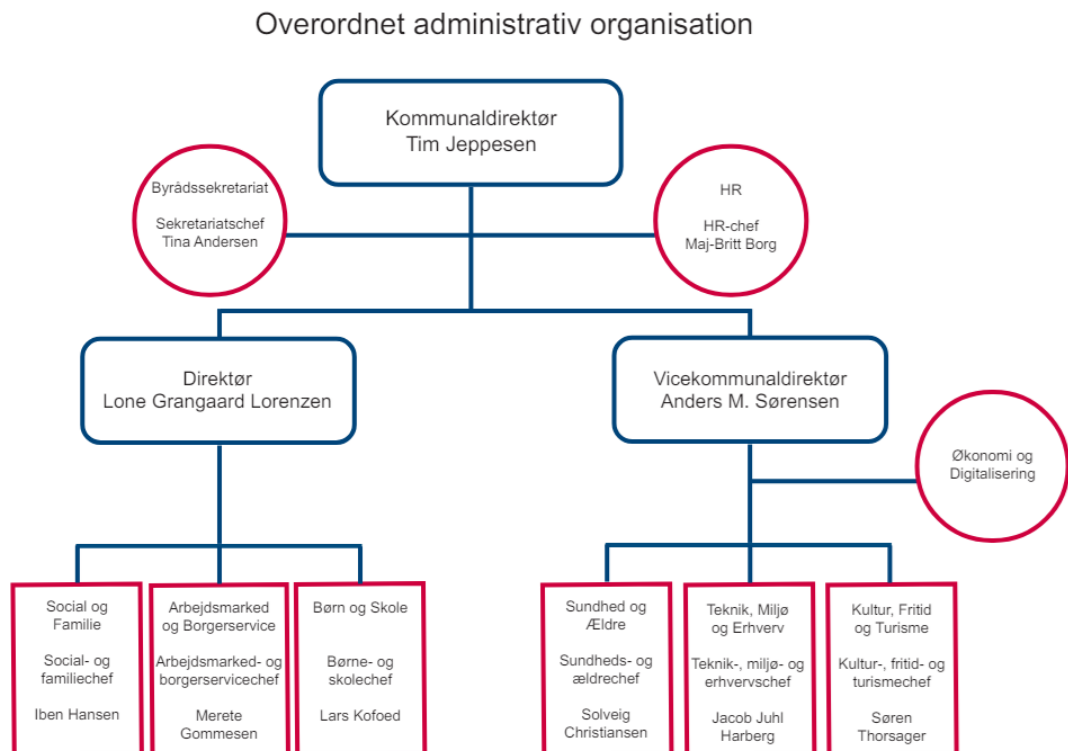 Overordnet administrativ organisation
Kommunaldirektør
Tim Jeppesen
Byrådssekretariat
Sekretariatschef
Tina Andersen
HR
HR-chef
Maj-Britt Borg
Direktør
Lone Grangaard Lorenzen
Vicekommunaldirektør
Anders M. Sørensen
Økonomi og
Digitalisering
Social og
Familie
Social- og
familiechef
Iben Hansen
Arbejdsmarked
og Borgerservice
Arbejdsmarked- og
borgerservicechef
Merete
Gommesen
Børn og Skole
Børne- og
skolechef
Lars Kofoed
Sundhed og
Ældre
Sundheds- og
ældrechef
Solveig
Christiansen
Teknik, Miljø
og Erhverv
Teknik-, miljø- og
erhvervschef
Jacob Juhl
Harberg
Kultur, Fritid
og Turisme
Kultur-, fritid- og
turismechef
Søren
Thorsager